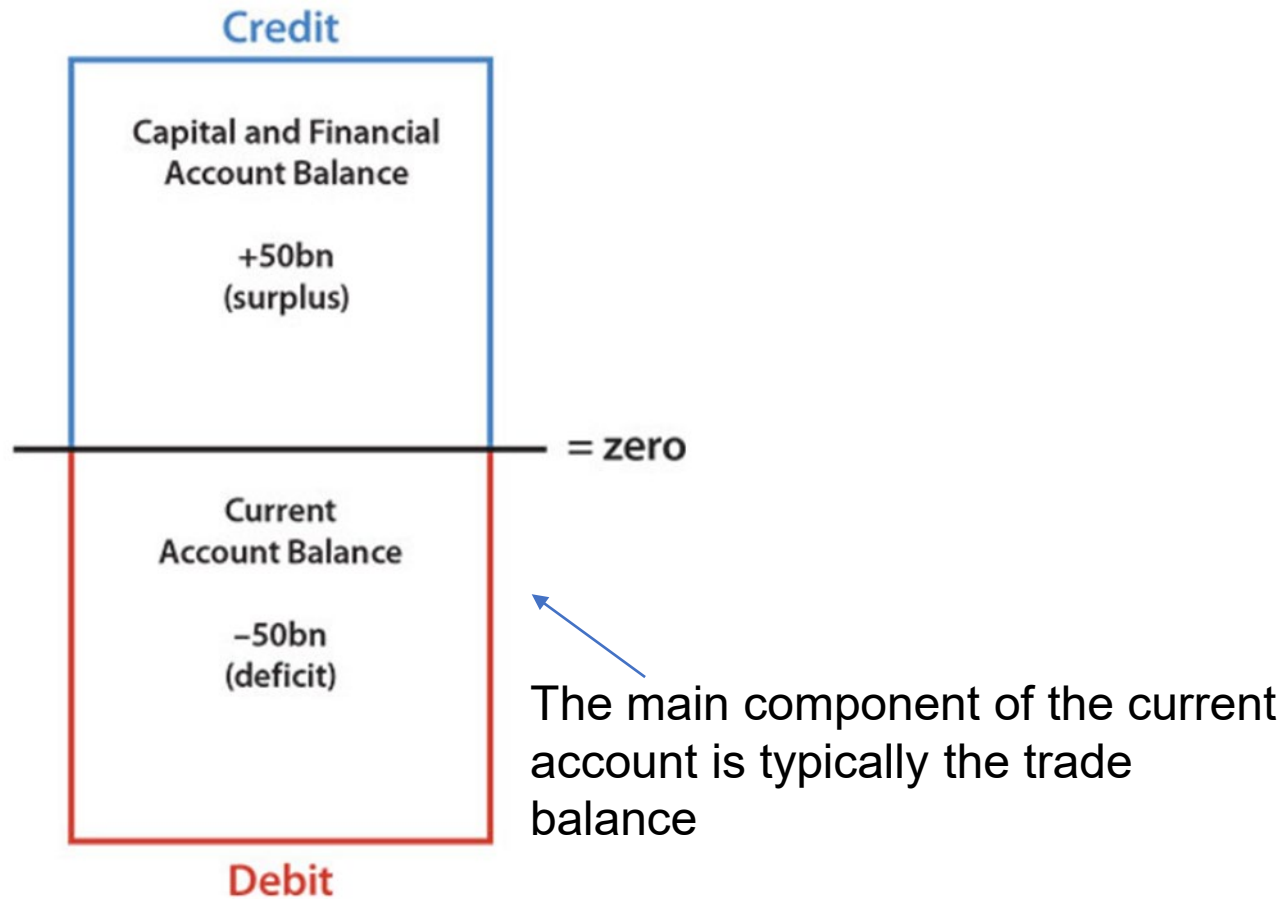 Credit
Capital and Financial
Account Balance
+50bn
(surplus)
= zero
Current
Account Balance
–50bn
(deficit)
The main component of the current
account is typically the trade
balance
Debit